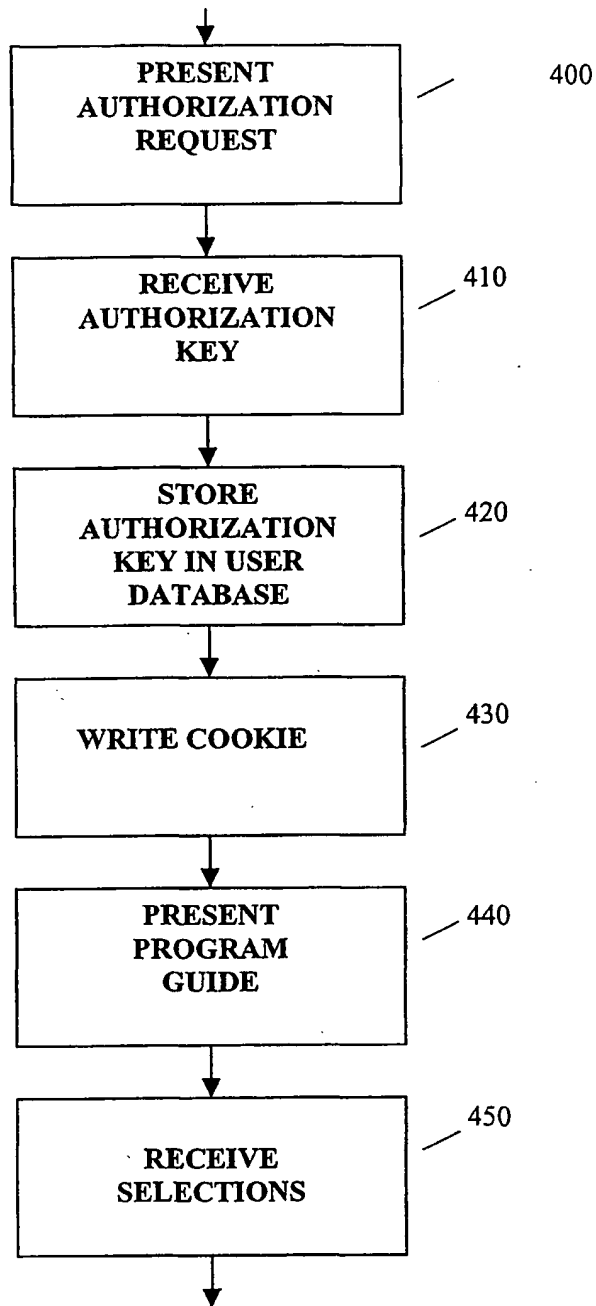 PRESENT
AUTHORIZATION
REQUEST
400
RECEIVE
AUTHORIZATION
KEY
410
STORE
AUTHORIZATION
KEY IN USER
DATABASE
420
WRITE COOKIE
430
PRESENT
PROGRAM
GUIDE
440
RECEIVE
SELECTIONS
450